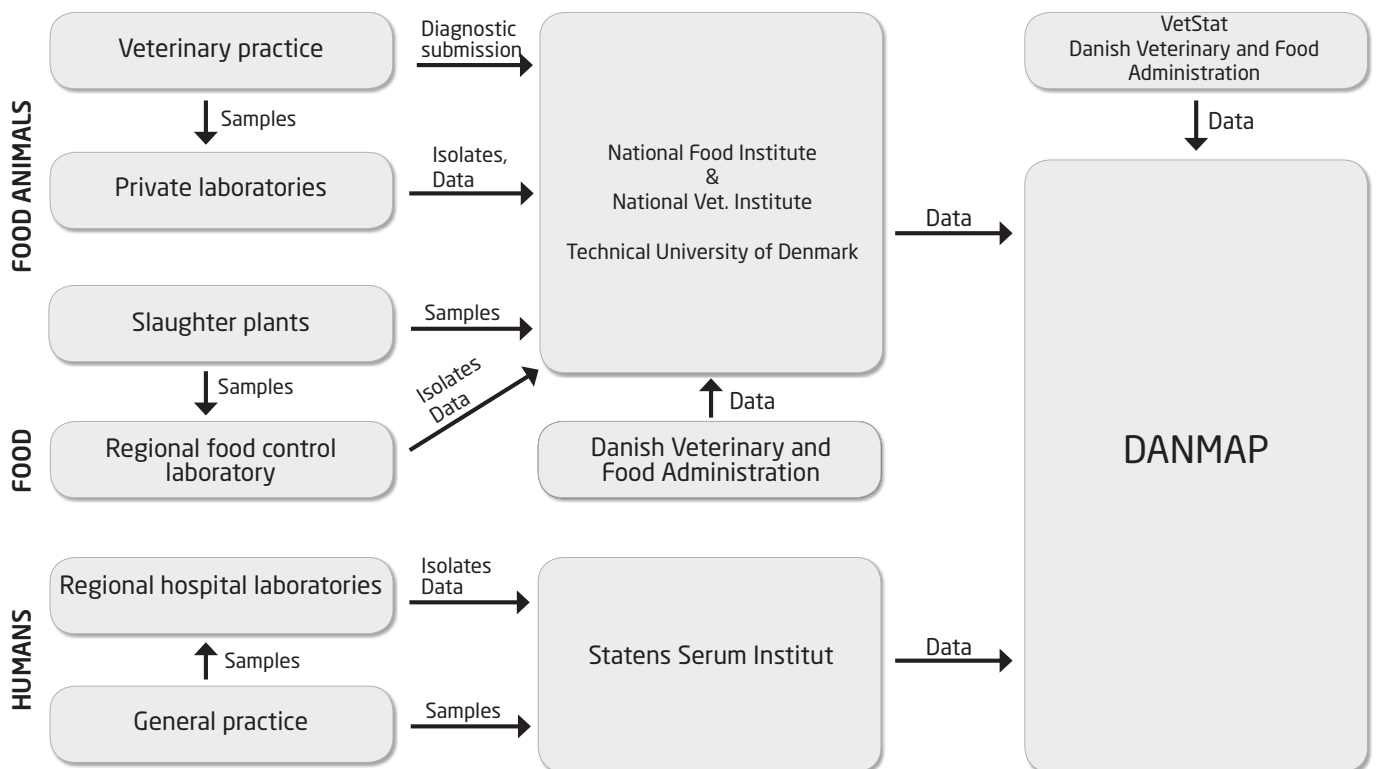 FOOD ANIMALS
Veterinary practice
Diagnostic
submission
Samples
Private laboratories
Isolates,
Data
Slaughter plants
Samples
Samples
FOOD
Regional food control
laboratory
Isolates
Data
National Food Institute
&
National Vet. Institute
Technical University of Denmark
Data
Data
Danish Veterinary and
Food Administration
VetStat
Danish Veterinary and Food
Administration
Data
DANMAP
HUMANS
Regional hospital laboratories
Isolates
Data
Samples
General practice
Samples
Statens Serum Institut
Data